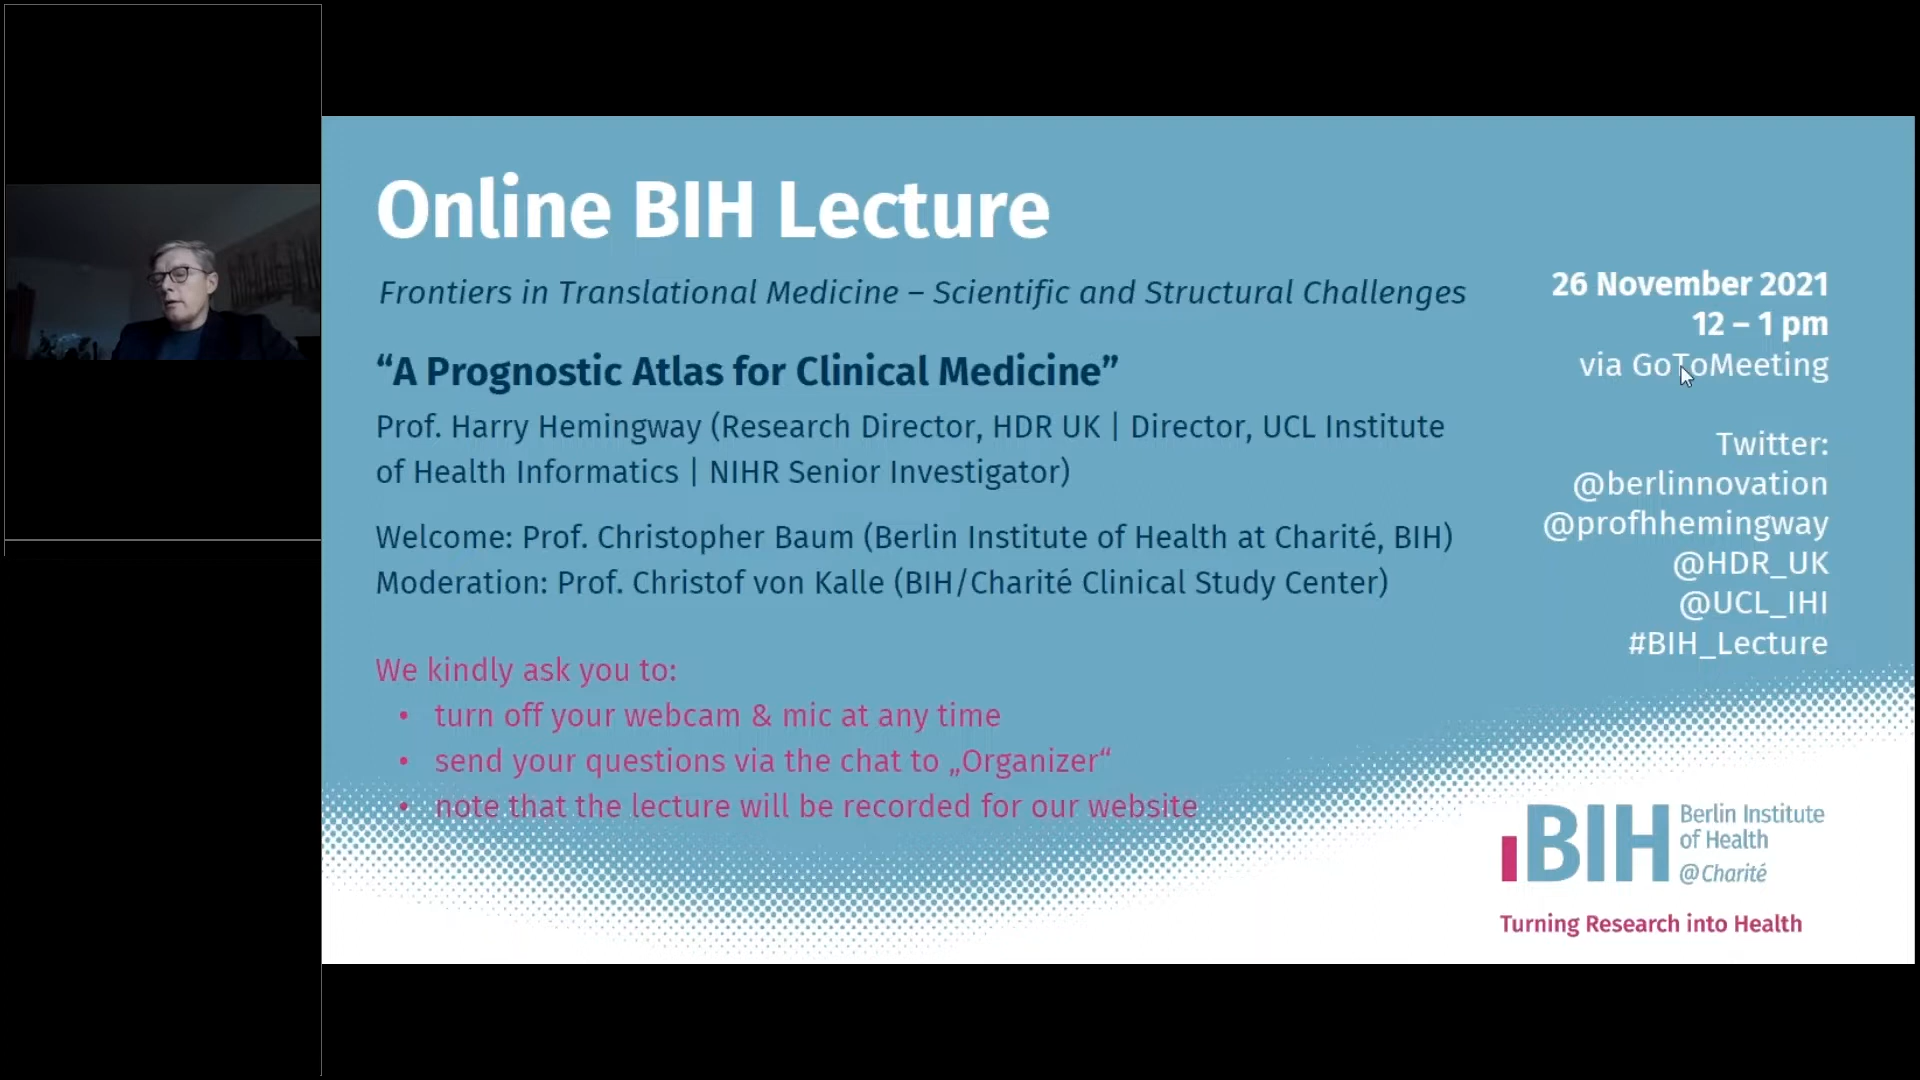 Online BIH Lecture
Frontiers in Translational Medicine – Scientific and Structural Challenges
“A Prognostic Atlas for Clinical Medicine”
Prof. Harry Hemingway (Research Director, HDR UK | Director, UCL Institute
of Health Informatics | NIHR Senior Investigator)
Welcome: Prof. Christopher Baum (Berlin Institute of Health at Charité, BIH)
Moderation: Prof. Christof von Kalle (BIH/Charité Clinical Study Center)
We kindly ask you to:
• turn off your webcam & mic at any time
• send your questions via the chat to „Organizer“
• note that the lecture will be recorded for our website
26 November 2021
12 – 1 pm
via GoToMeeting
Twitter:
@berlinnovation
@profhhemingway
@HDR_UK
@UCL_IHI
#BIH_Lecture
BIH
Berlin Institute
of Health
@Charité
Turning Research into Health